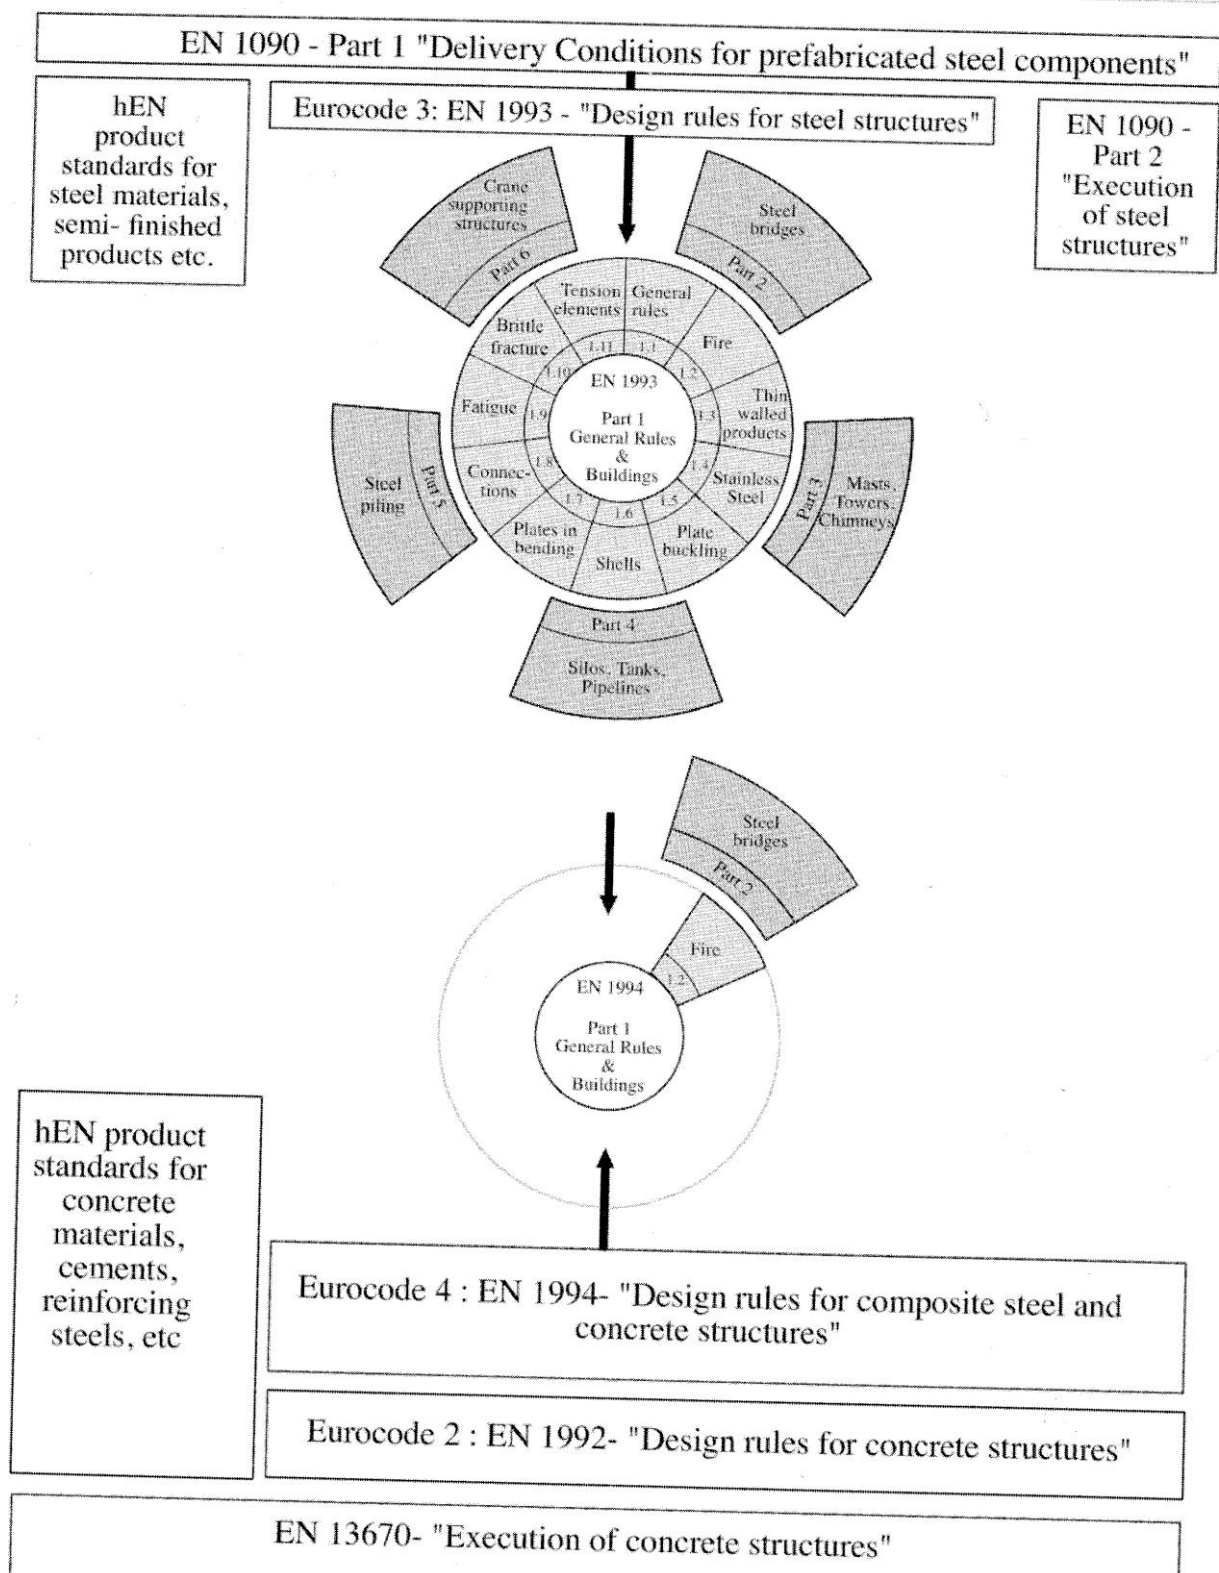 EN 1090 - Part 1 "Delivery Conditions for prefabricated steel components"
hEN
product
standards for
steel materials,
semi- finished
products etc.
Eurocode 3: EN 1993 - "Design rules for steel structures"
EN 1090 -
Part 2
"Execution
of steel
structures"
Crane
supporting
structures
Part 6
Steel
bridges
Part 2
Tension
elements
1.11
General
rules
1.1
Fire
1.2
Thin
walled
products
1.3
Stainless
Steel
1.4
Plate
buckling
1.5
Shells
1.6
Plates in
bending
1.7
Connec-
tions
1.8
Fatigue
1.9
Brittle
fracture
1.10
EN 1993
Part 1
General Rules
&
Buildings
Steel
piling
Part 5
Part 3
Masts,
Towers,
Chimneys
Part 4
Silos, Tanks,
Pipelines
Steel
bridges
Part 2
Fire
1.2
EN 1994
Part 1
General Rules
&
Buildings
hEN product
standards for
concrete
materials,
cements,
reinforcing
steels, etc
Eurocode 4 : EN 1994- "Design rules for composite steel and
concrete structures"
Eurocode 2 : EN 1992- "Design rules for concrete structures"
EN 13670- "Execution of concrete structures"